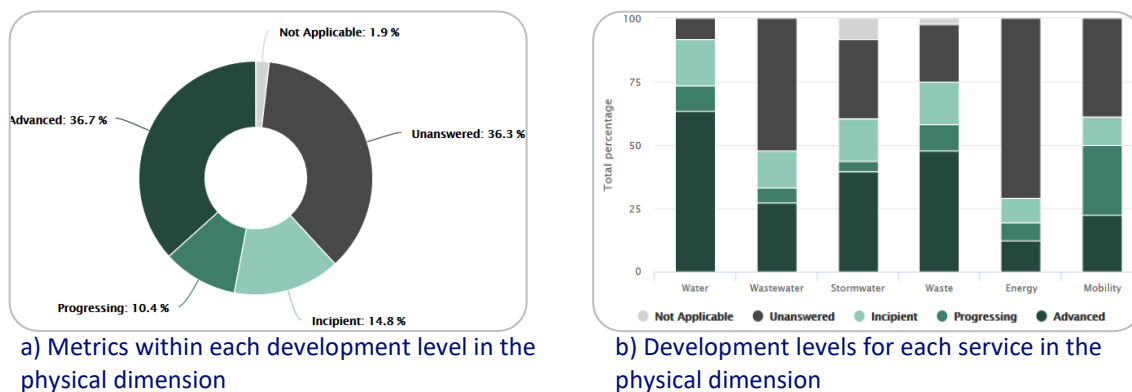 Not Applicable: 1.9 %
Advanced: 36.7 %
Unanswered: 36.3 %
Progressing: 10.4 %
Incipient: 14.8 %
a) Metrics within each development level in the
physical dimension
100
75
50
25
0
Total percentage
Water Wastewater Stormwater Waste Energy Mobility
Not Applicable Unanswered Incipient Progressing Advanced
b) Development levels for each service in the
physical dimension